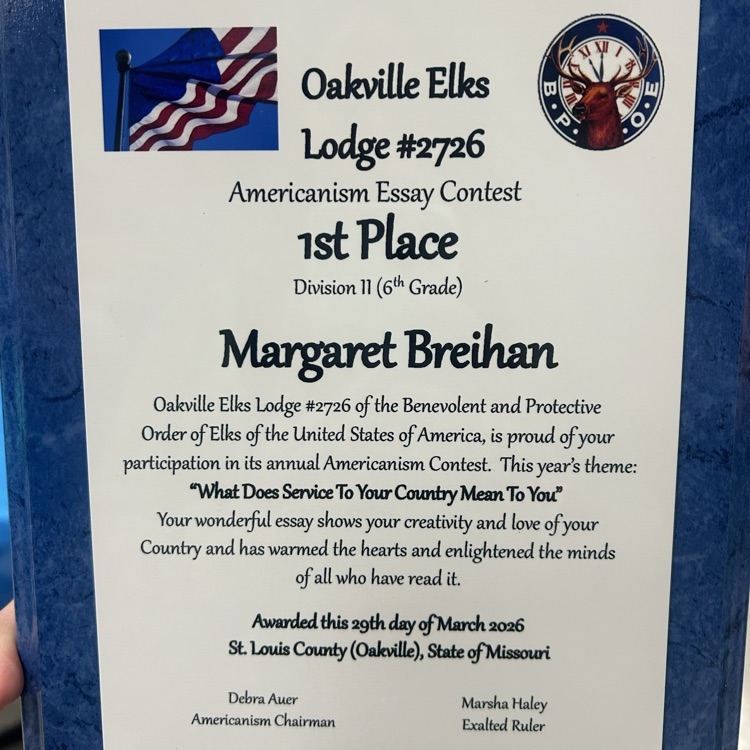 Oakville Elks
Lodge #2726
B.P.O.E
XI XII I
Americanism Essay Contest
1st Place
Division II (6th Grade)
Margaret Breihan
Oakville Elks Lodge #2726 of the Benevolent and Protective
Order of Elks of the United States of America, is proud of your
participation in its annual Americanism Contest. This year's theme:
“What Does Service To Your Country Mean To You”
Your wonderful essay shows your creativity and love of your
Country and has warmed the hearts and enlightened the minds
of all who have read it.
Awarded this 29th day of March 2026
St. Louis County (Oakville), State of Missouri
Debra Auer
Americanism Chairman
Marsha Haley
Exalted Ruler